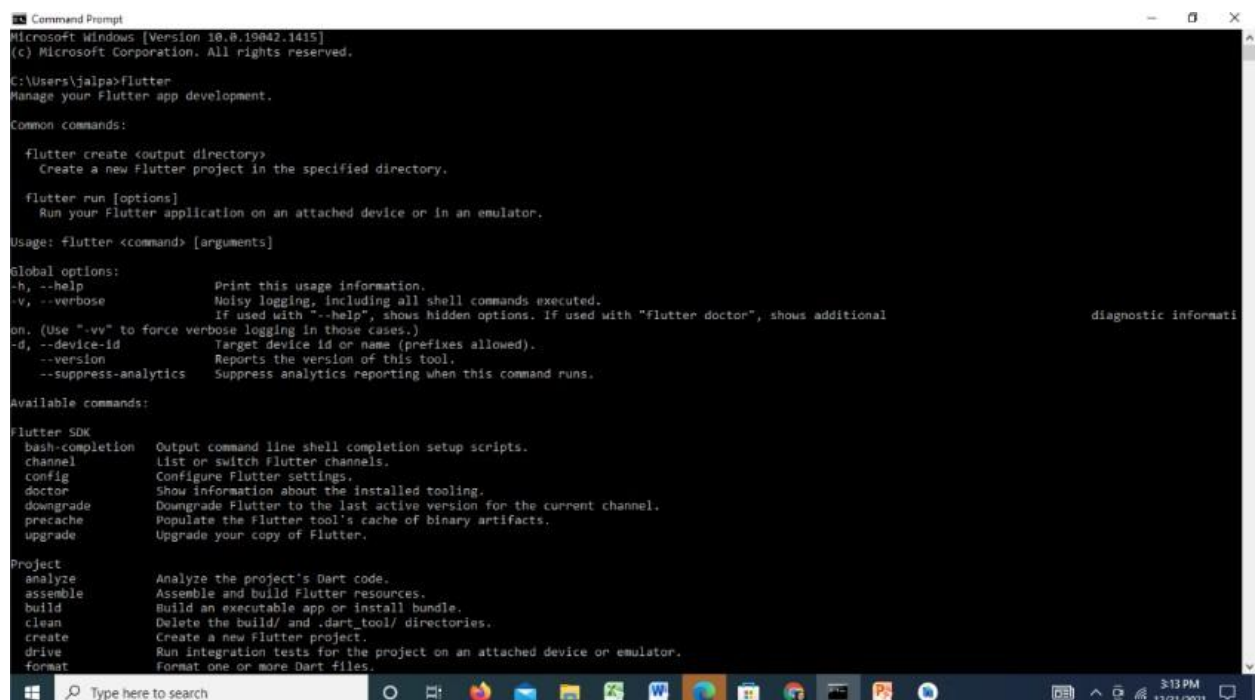 Command Prompt
Microsoft Windows [Version 10.0.19042.1415]
(c) Microsoft Corporation. All rights reserved.
C:\Users\jalpa>flutter
Manage your Flutter app development.
Common commands:
flutter create <output directory>
Create a new Flutter project in the specified directory.
flutter run [options]
Run your Flutter application on an attached device or in an emulator.
Usage: flutter <command> [arguments]
Global options:
-h, --help Print this usage information.
-v, --verbose Noisy logging, including all shell commands executed.
If used with "--help", shows hidden options. If used with "flutter doctor", shows additional diagnostic informati
on. (Use "-vv" to force verbose logging in those cases.)
-d, --device-id Target device id or name (prefixes allowed).
--version Reports the version of this tool.
--suppress-analytics Suppress analytics reporting when this command runs.
Available commands:
Flutter SDK
bash-completion Output command line shell completion setup scripts.
channel List or switch Flutter channels.
config Configure Flutter settings.
doctor Show information about the installed tooling.
downgrade Downgrade Flutter to the last active version for the current channel.
precache Populate the Flutter tool's cache of binary artifacts.
upgrade Upgrade your copy of Flutter.
Project
analyze Analyze the project's Dart code.
assemble Assemble and build Flutter resources.
build Build an executable app or install bundle.
clean Delete the build/ and .dart_tool/ directories.
create Create a new Flutter project.
drive Run integration tests for the project on an attached device or emulator.
format Format one or more Dart files.
Type here to search
3:13 PM
12/31/2021